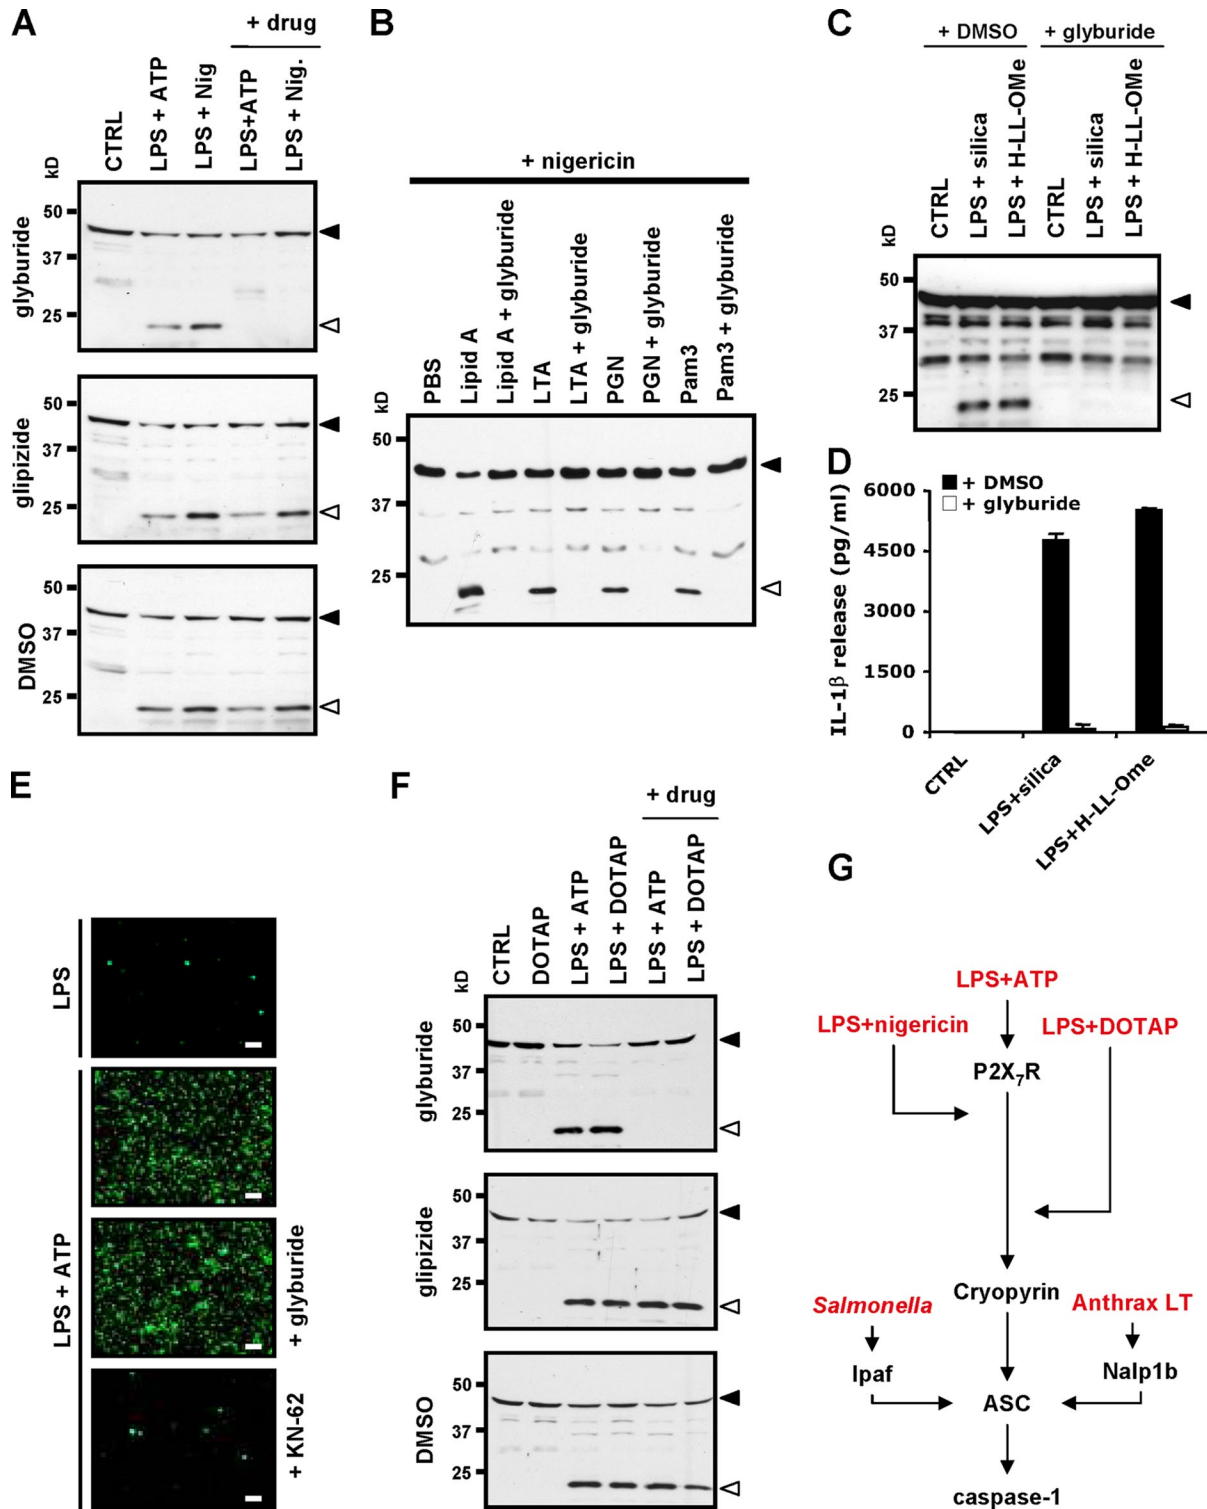 A
+ drug
kD
CTRL
LPS + ATP
LPS + Nig
LPS+ATP
LPS + Nig.
glyburide
50
37
25
glipizide
50
37
25
DMSO
50
37
25
B
+ nigericin
kD
PBS
Lipid A
Lipid A + glyburide
LTA
LTA + glyburide
PGN
PGN + glyburide
Pam3
Pam3 + glyburide
50
37
25
C
+ DMSO
+ glyburide
kD
CTRL
LPS + silica
LPS + H-LL-OMe
CTRL
LPS + silica
LPS + H-LL-OMe
50
37
25
D
+ DMSO
+ glyburide
IL-1β release (pg/ml)
6000
4500
3000
1500
0
CTRL
LPS+silica
LPS+H-LL-Ome
E
LPS
LPS + ATP
+ glyburide
+ KN-62
F
+ drug
kD
CTRL
DOTAP
LPS + ATP
LPS + DOTAP
LPS + ATP
LPS + DOTAP
glyburide
50
37
25
glipizide
50
37
25
DMSO
50
37
25
G
LPS+ATP
LPS+nigericin
LPS+DOTAP
P2X₇R
Cryopyrin
Salmonella
Anthrax LT
Ipaf
Nalp1b
ASC
caspase-1